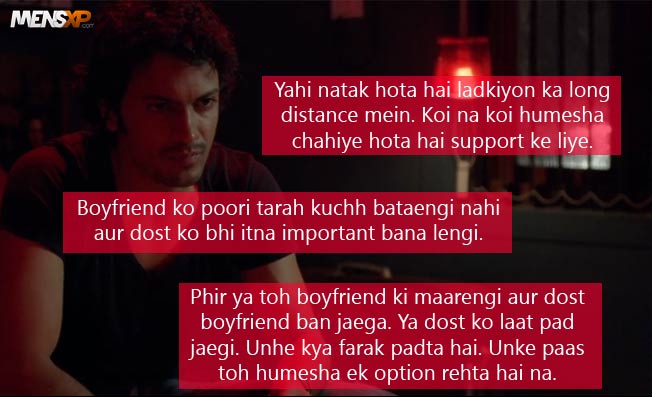 MENSXP.com
Yahi natak hota hai ladkiyon ka long
distance mein. Koi na koi humesha
chahiye hota hai support ke liye.
Boyfriend ko poori tarah kuchh bataengi nahi
aur dost ko bhi itna important bana lengi.
Phir ya toh boyfriend ki maarengi aur dost
boyfriend ban jaega. Ya dost ko laat pad
jaegi. Unhe kya farak padta hai. Unke paas
toh humesha ek option rehta hai na.